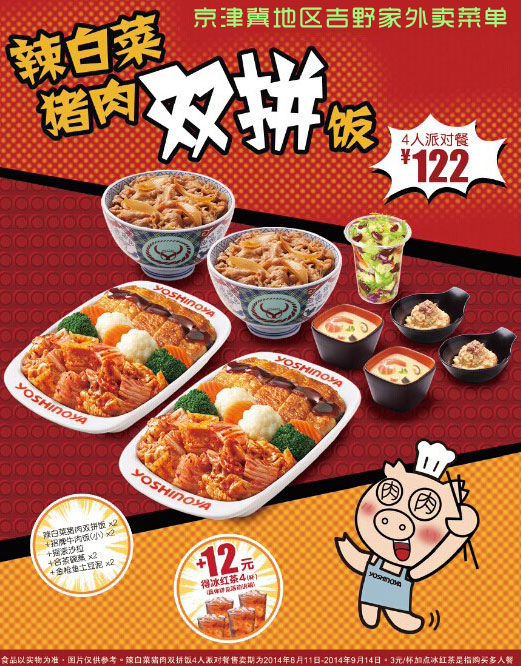 京津冀地区吉野家外卖菜单
辣白菜
猪肉
双拼饭
4人派对餐
¥122
YOSHINOYA
YOSHINOYA
YOSHINOYA
YOSHINOYA
辣白菜猪肉双拼饭 x2
+招牌牛肉饭(小) x2
+摇滚沙拉
+合茶碗蒸 x2
+金枪鱼土豆泥 x2
+12元
得冰红茶4(杯)
肉
肉
YOSHINOYA
食品以实物为准,图片仅供参考。辣白菜猪肉双拼饭4人派对餐售卖期为2014年8月11日-2014年9月14日。3元/杯加点冰红茶是指购买多人餐